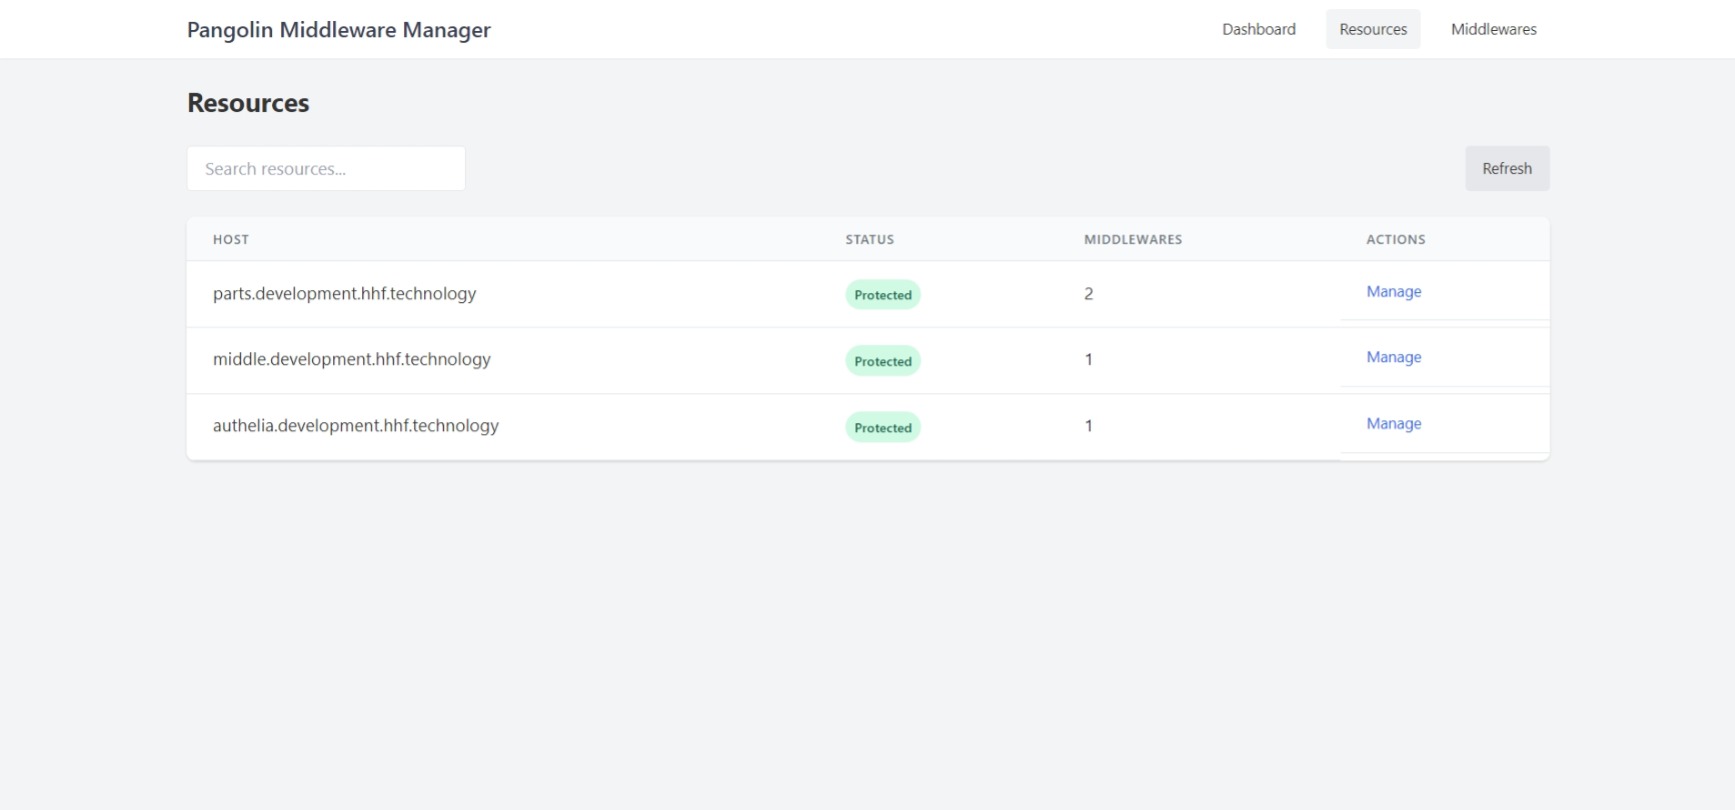 Pangolin Middleware Manager Dashboard Resources Middlewares
Resources
Search resources... Refresh
HOST STATUS MIDDLEWARES ACTIONS
parts.development.hhf.technology Protected 2 Manage
middle.development.hhf.technology Protected 1 Manage
authelia.development.hhf.technology Protected 1 Manage